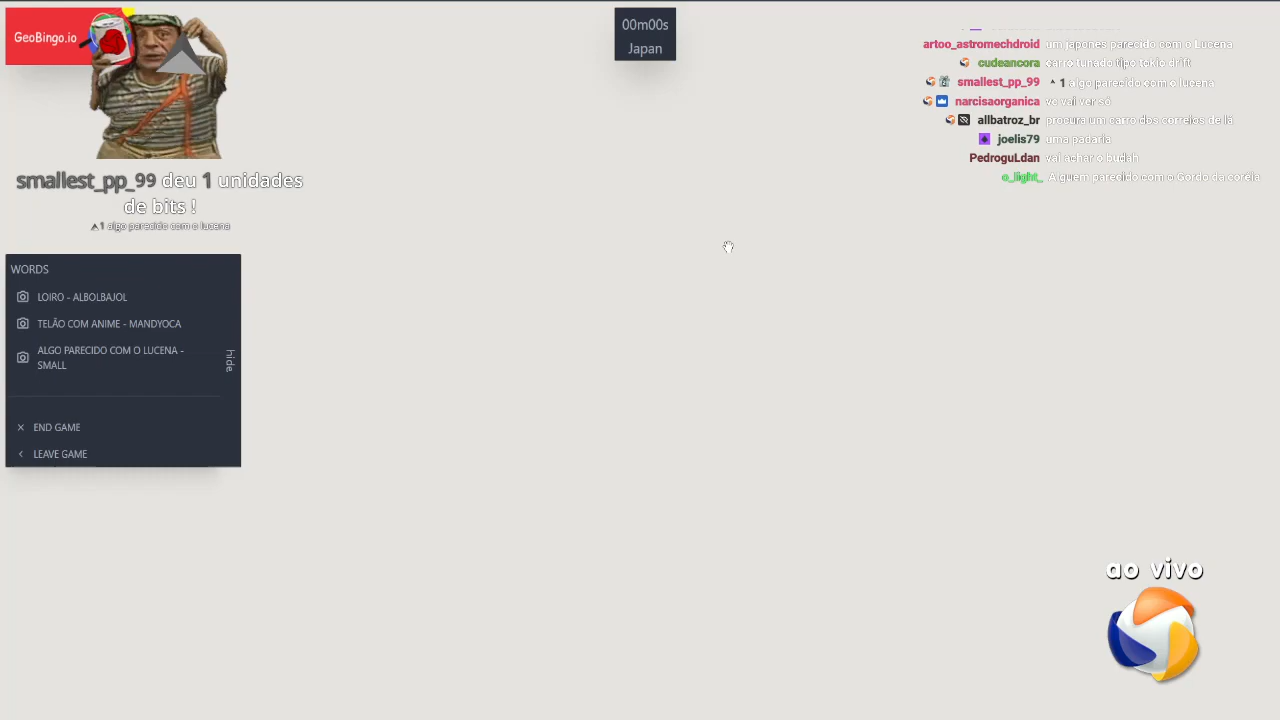 GeoBingo.io
00m00s
Japan
artoo_astromechdroid um japones parecido com o Lucena
cudeancora carro tunado tipo tokio drift
smallest_pp_99 1 algo parecido com o lucena
narcisaorganica vc vai ver só
allbatroz_br procura um carro dos correios de lá
joelis79 uma padaria
PedroguLdan vai achar o budah
o_light_ Alguem parecido com o Gordo da coréia
smallest_pp_99 deu 1 unidades
de bits !
1 algo parecido com o lucena
WORDS
LOIRO - ALBOLBAJOL
TELÃO COM ANIME - MANDYOCA
ALGO PARECIDO COM O LUCENA -
SMALL
hide
END GAME
LEAVE GAME
ao vivo